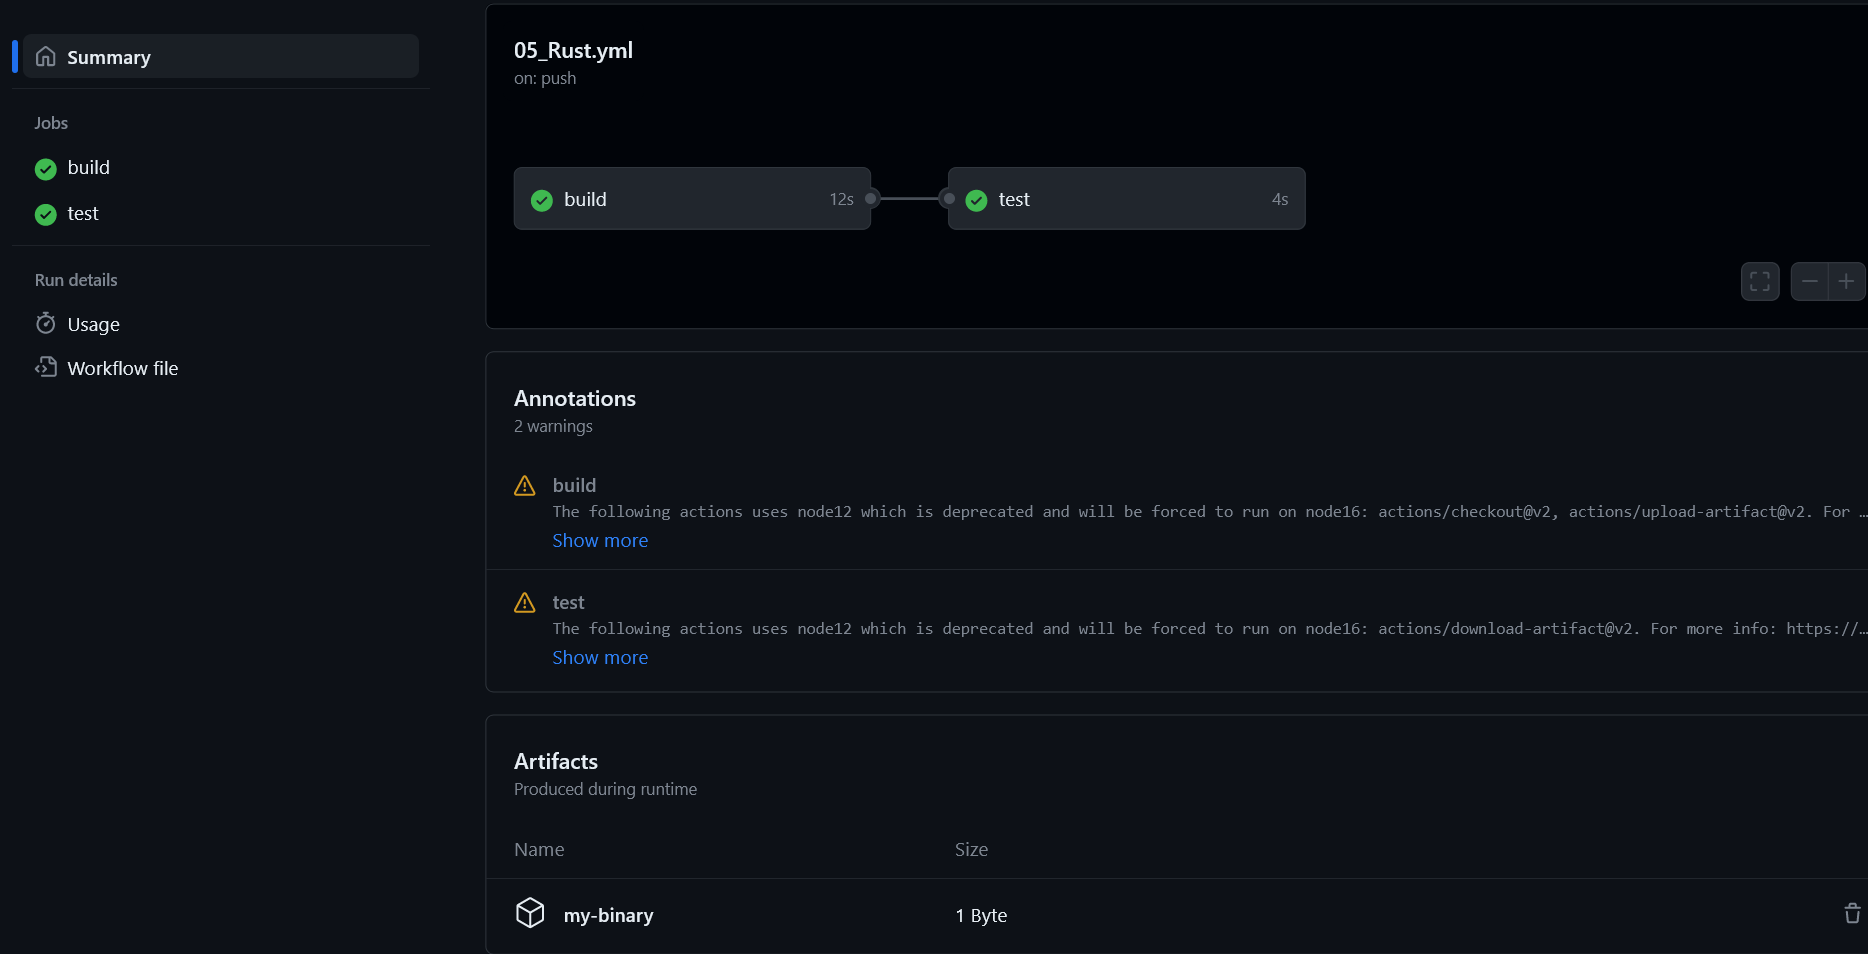 Summary
Jobs
build
test
Run details
Usage
Workflow file
05_Rust.yml
on: push
build 12s
test 4s
Annotations
2 warnings
build
The following actions uses node12 which is deprecated and will be forced to run on node16: actions/checkout@v2, actions/upload-artifact@v2. For …
Show more
test
The following actions uses node12 which is deprecated and will be forced to run on node16: actions/download-artifact@v2. For more info: https://…
Show more
Artifacts
Produced during runtime
Name Size
my-binary 1 Byte